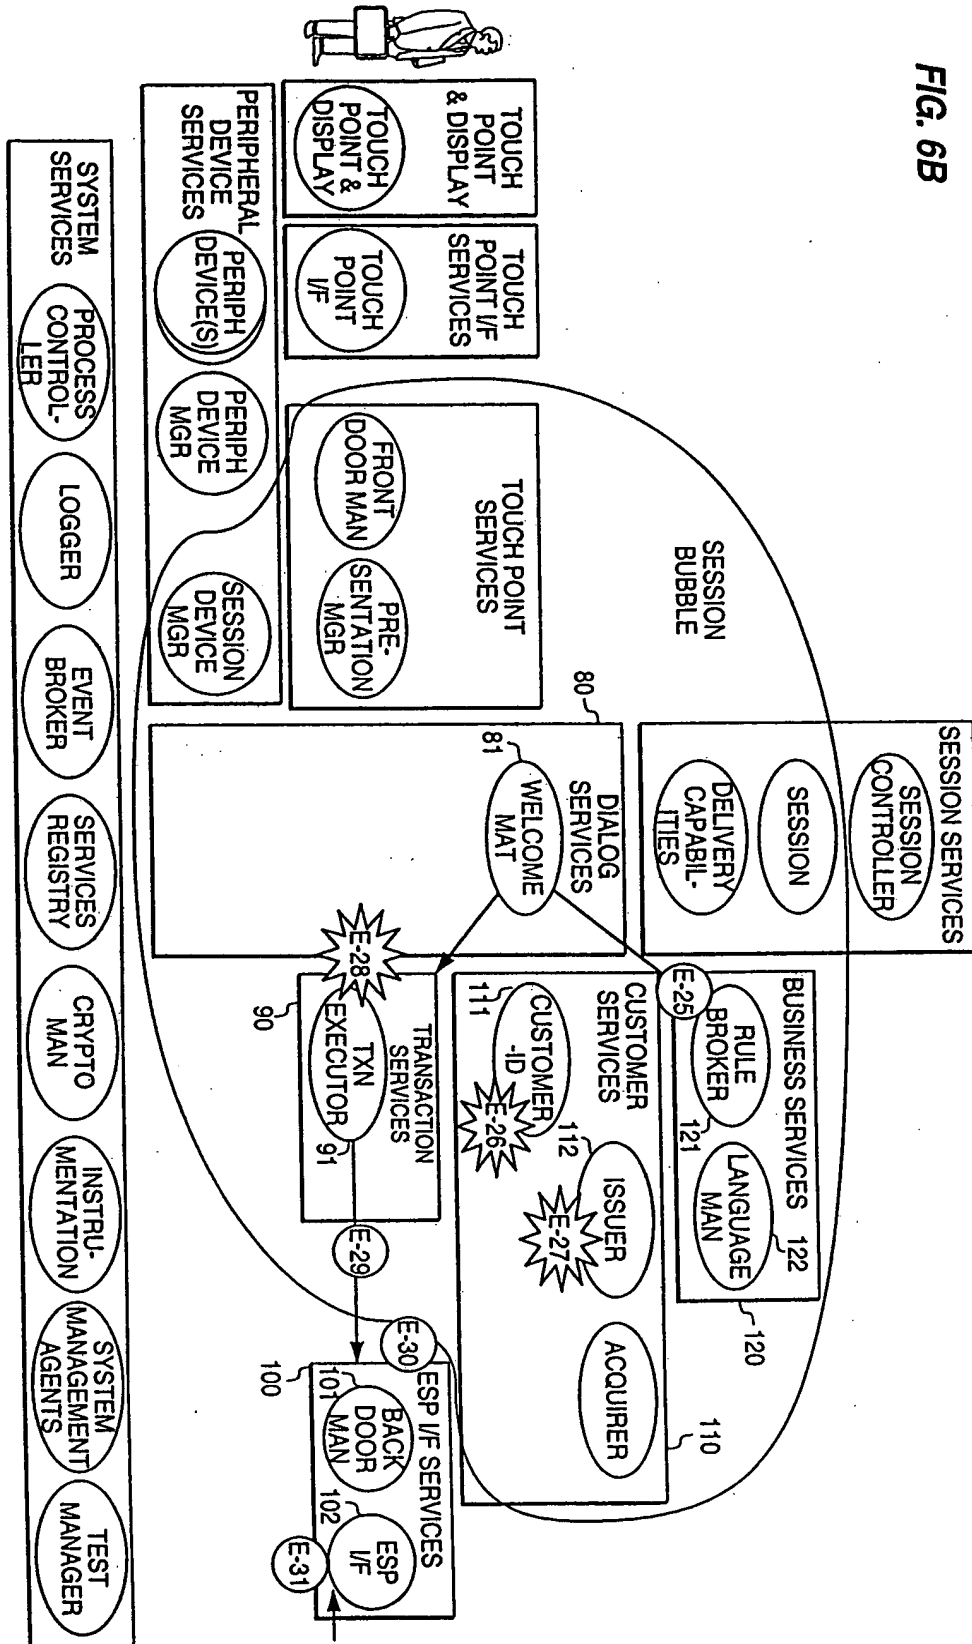 FIG. 6B
SESSION SERVICES
SESSION
CONTROLLER
SESSION
DELIVERY
CAPABIL-
ITIES
SESSION
BUBBLE
BUSINESS SERVICES
RULE
BROKER
121
LANGUAGE
MAN
122
120
E-25
TOUCH
POINT
& DISPLAY
TOUCH
POINT &
DISPLAY
TOUCH
POINT I/F
SERVICES
TOUCH
POINT
I/F
TOUCH POINT
SERVICES
FRONT
DOOR MAN
PRE-
SENTATION
MGR
80
DIALOG
SERVICES
81
WELCOME
MAT
CUSTOMER
SERVICES
111
CUSTOMER
-ID
E-26
112
ISSUER
E-27
ACQUIRER
110
TRANSACTION
SERVICES
90
E-28
TXN
EXECUTOR
91
E-29
E-30
ESP I/F SERVICES
100
101
BACK
DOOR
MAN
102
ESP
I/F
E-31
PERIPHERAL
DEVICE
SERVICES
PERIPH
DEVICE(S)
PERIPH
DEVICE
MGR
SESSION
DEVICE
MGR
SYSTEM
SERVICES
PROCESS
CONTROL-
LER
LOGGER
EVENT
BROKER
SERVICES
REGISTRY
CRYPTO
MAN
INSTRU-
MENTATION
SYSTEM
MANAGEMENT
AGENTS
TEST
MANAGER